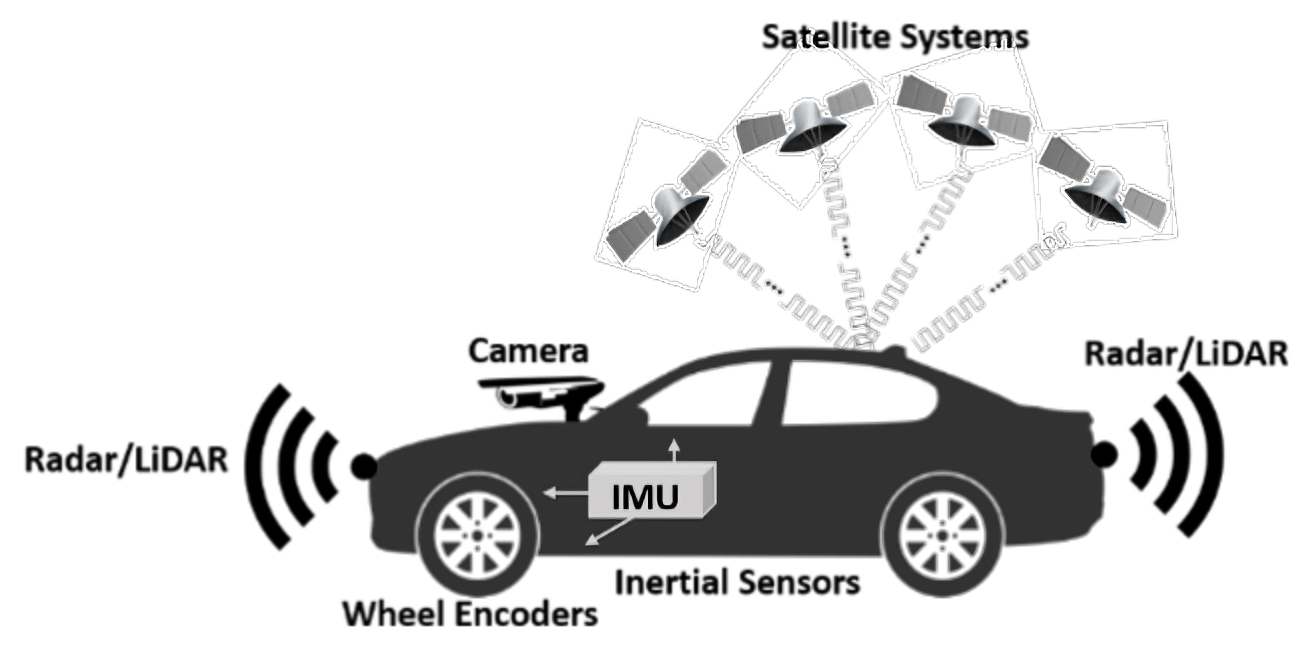 Satellite Systems
Camera
Radar/LiDAR
Radar/LiDAR
IMU
Inertial Sensors
Wheel Encoders